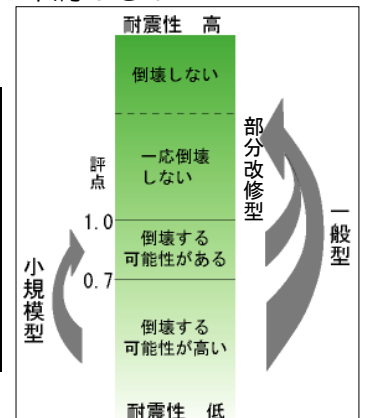 耐震性 高
倒壊しない
一応倒壊
しない
評点
1.0
倒壊する
可能性がある
0.7
倒壊する
可能性が高い
耐震性 低
小規模型
部分改修型
一般型